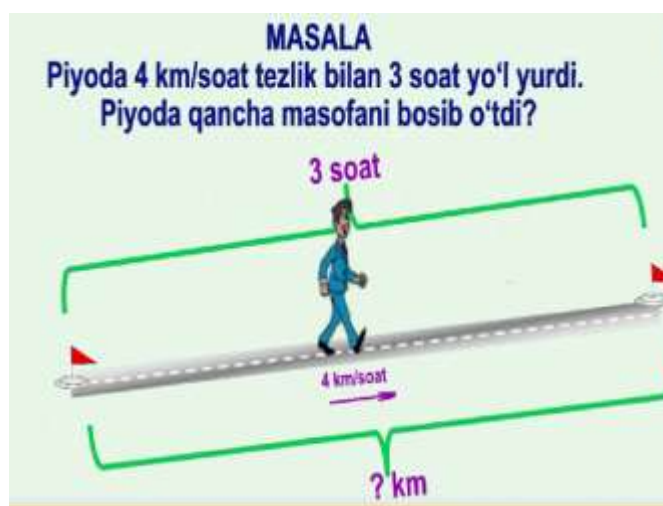 MASALA
Piyoda 4 km/soat tezlik bilan 3 soat yo'l yurdi.
Piyoda qancha masofani bosib o'tdi?
3 soat
4 km/soat
? km